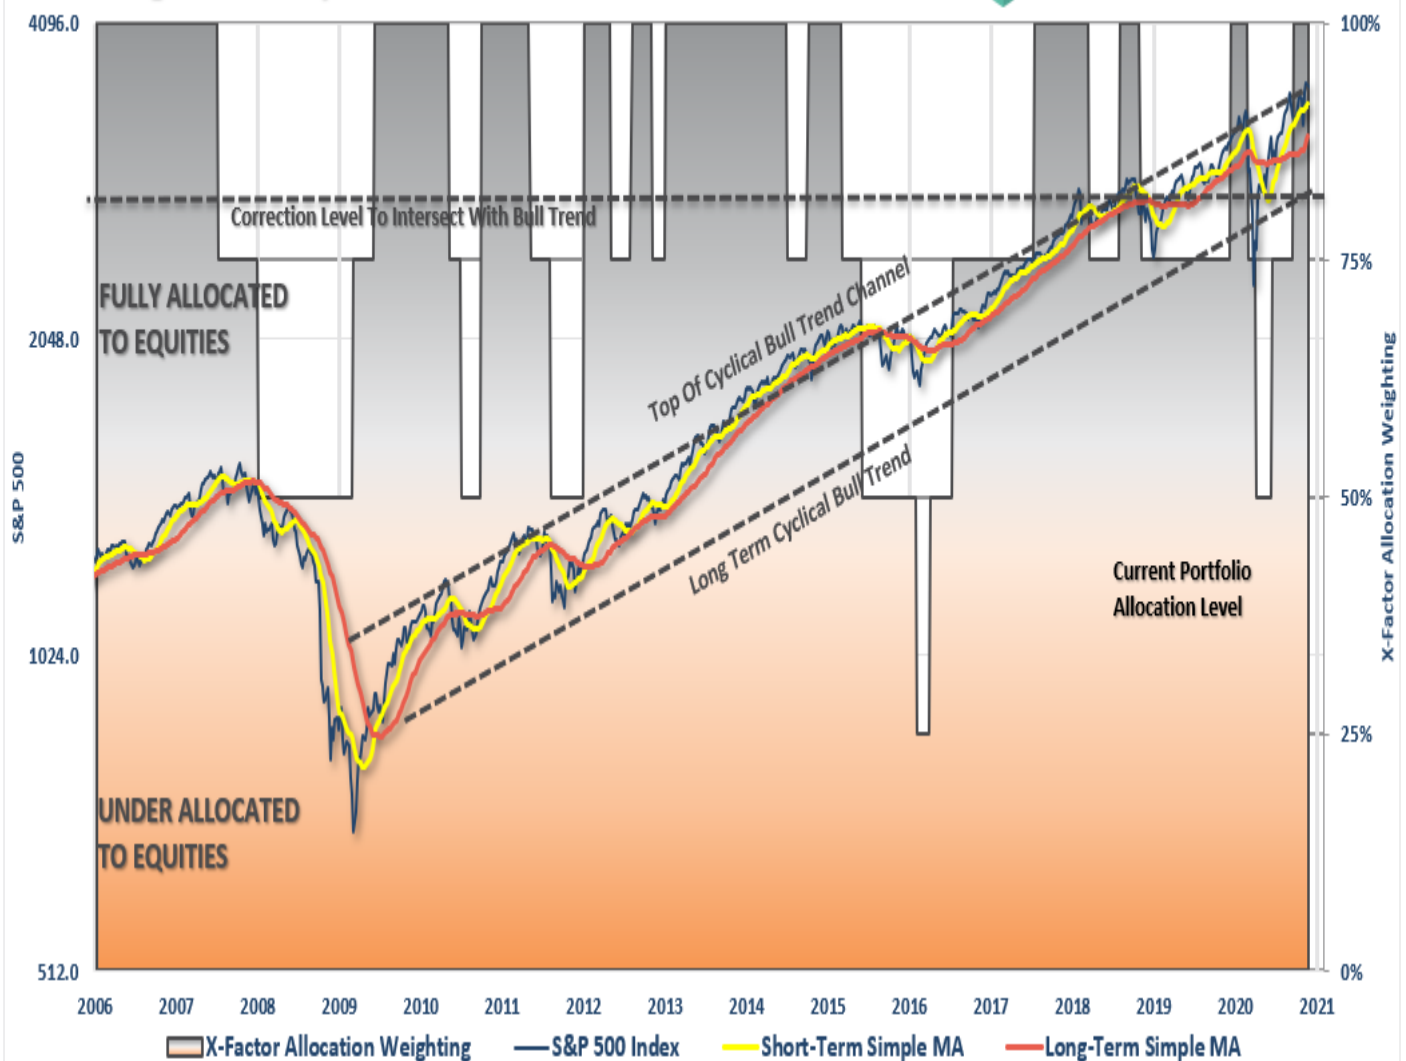 4096.0
100%
Correction Level To Intersect With Bull Trend
75%
FULLY ALLOCATED
TO EQUITIES
Top Of Cyclical Bull Trend Channel
2048.0
X-Factor Allocation Weighting
S&P 500
50%
Long Term Cyclical Bull Trend
Current Portfolio
Allocation Level
1024.0
25%
UNDER ALLOCATED
TO EQUITIES
512.0
0%
2006 2007 2008 2009 2010 2011 2012 2013 2014 2015 2016 2017 2018 2019 2020 2021
X-Factor Allocation Weighting S&P 500 Index Short-Term Simple MA Long-Term Simple MA